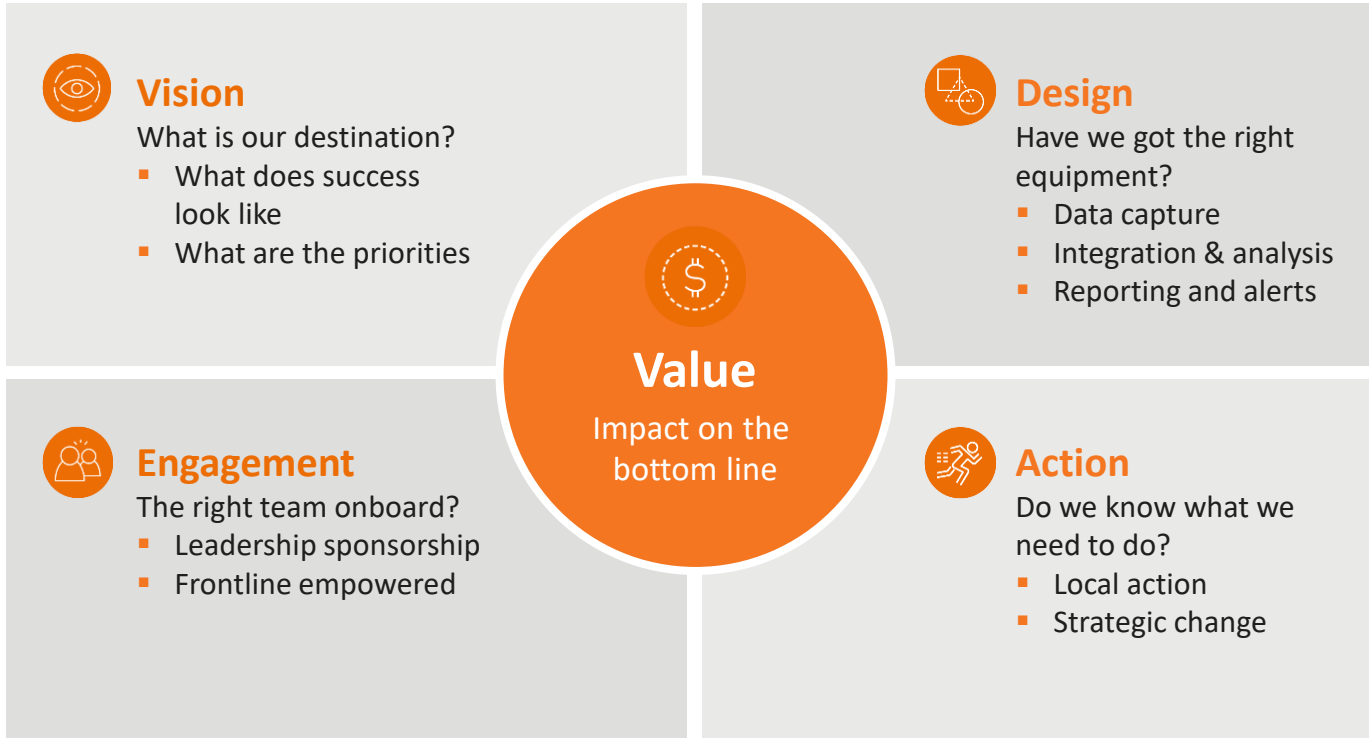 Vision
What is our destination?
▪ What does success
look like
▪ What are the priorities
Design
Have we got the right
equipment?
▪ Data capture
▪ Integration & analysis
▪ Reporting and alerts
$
Value
Impact on the
bottom line
Engagement
The right team onboard?
▪ Leadership sponsorship
▪ Frontline empowered
Action
Do we know what we
need to do?
▪ Local action
▪ Strategic change